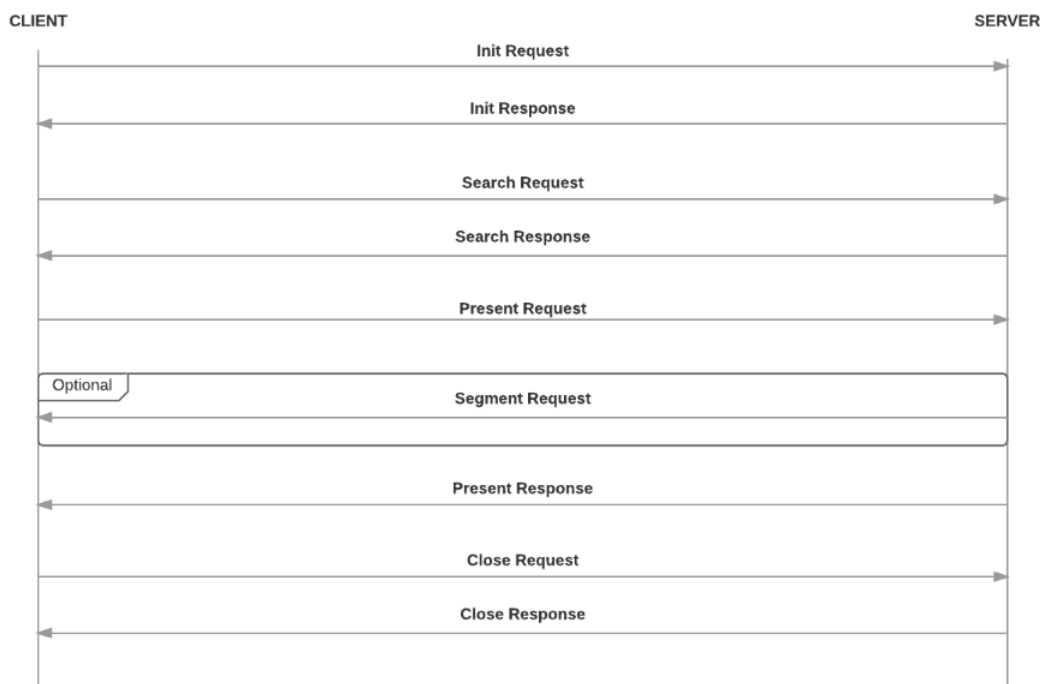 CLIENT
SERVER
Init Request
Init Response
Search Request
Search Response
Present Request
Optional
Segment Request
Present Response
Close Request
Close Response